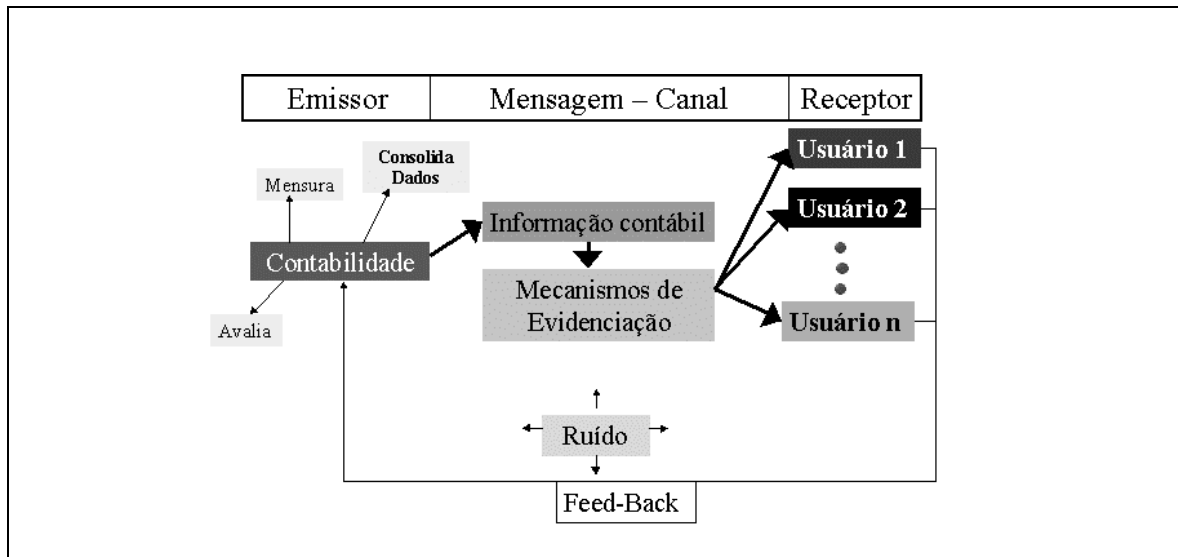 Emissor
Mensagem – Canal
Receptor
Usuário 1
Consolida
Dados
Mensura
Usuário 2
Informação contábil
Contabilidade
Mecanismos de
Evidenciação
Usuário n
Avalia
Ruído
Feed-Back